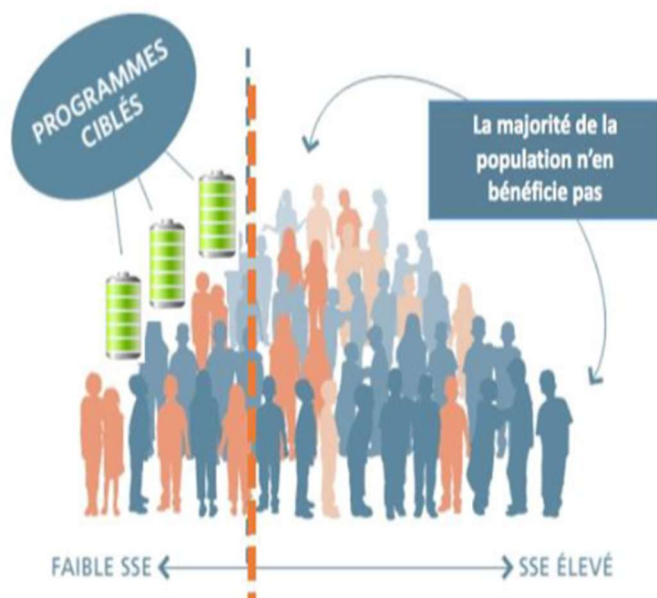 PROGRAMMES
CIBLÉS
La majorité de la
population n'en
bénéficie pas
FAIBLE SSE
SSE ÉLEVÉ